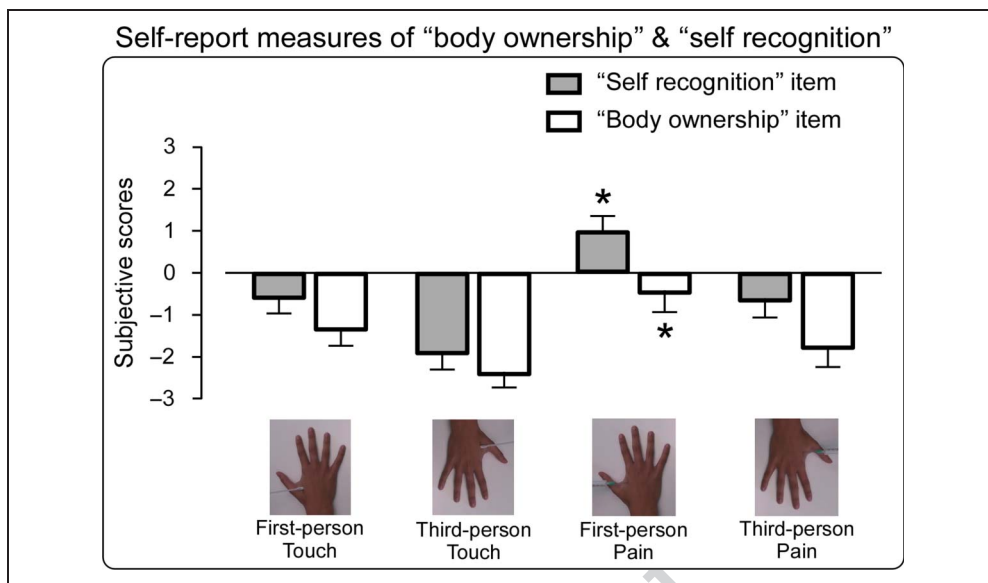 Self-report measures of “body ownership” & “self recognition”
“Self recognition” item
“Body ownership” item
Subjective scores
3
2
1
0
–1
–2
–3
*
*
First-person
Touch
Third-person
Touch
First-person
Pain
Third-person
Pain